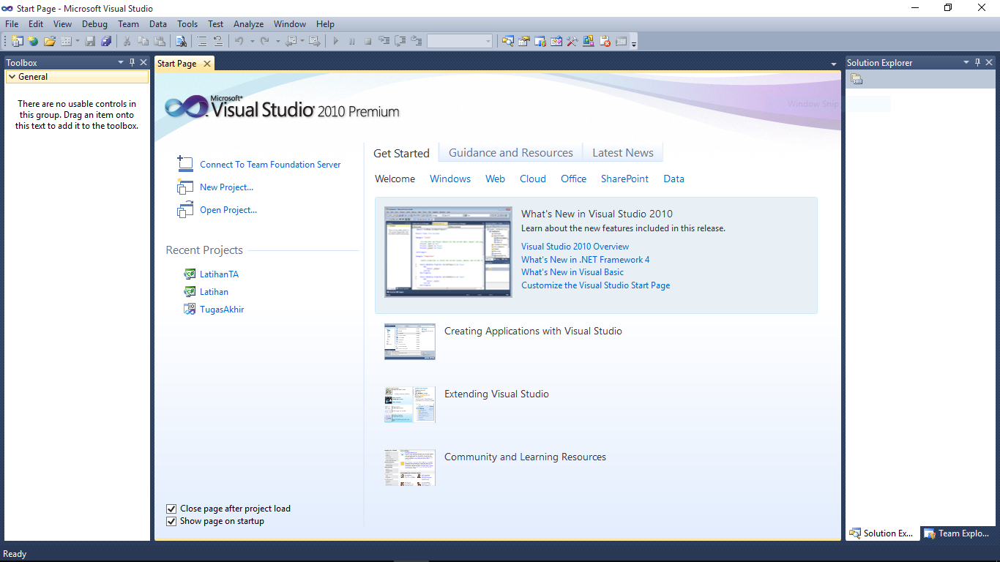 Start Page - Microsoft Visual Studio
File Edit View Debug Team Data Tools Test Analyze Window Help
Toolbox
General
There are no usable controls in
this group. Drag an item onto
this text to add it to the toolbox.
Start Page
Microsoft®
Visual Studio® 2010 Premium
Connect To Team Foundation Server
New Project...
Open Project...
Recent Projects
LatihanTA
Latihan
TugasAkhir
Close page after project load
Show page on startup
Get Started Guidance and Resources Latest News
Welcome Windows Web Cloud Office SharePoint Data
What's New in Visual Studio 2010
Learn about the new features included in this release.
Visual Studio 2010 Overview
What's New in .NET Framework 4
What's New in Visual Basic
Customize the Visual Studio Start Page
Creating Applications with Visual Studio
Extending Visual Studio
Community and Learning Resources
Window Snip
Solution Explorer
Solution Ex... Team Explo...
Ready